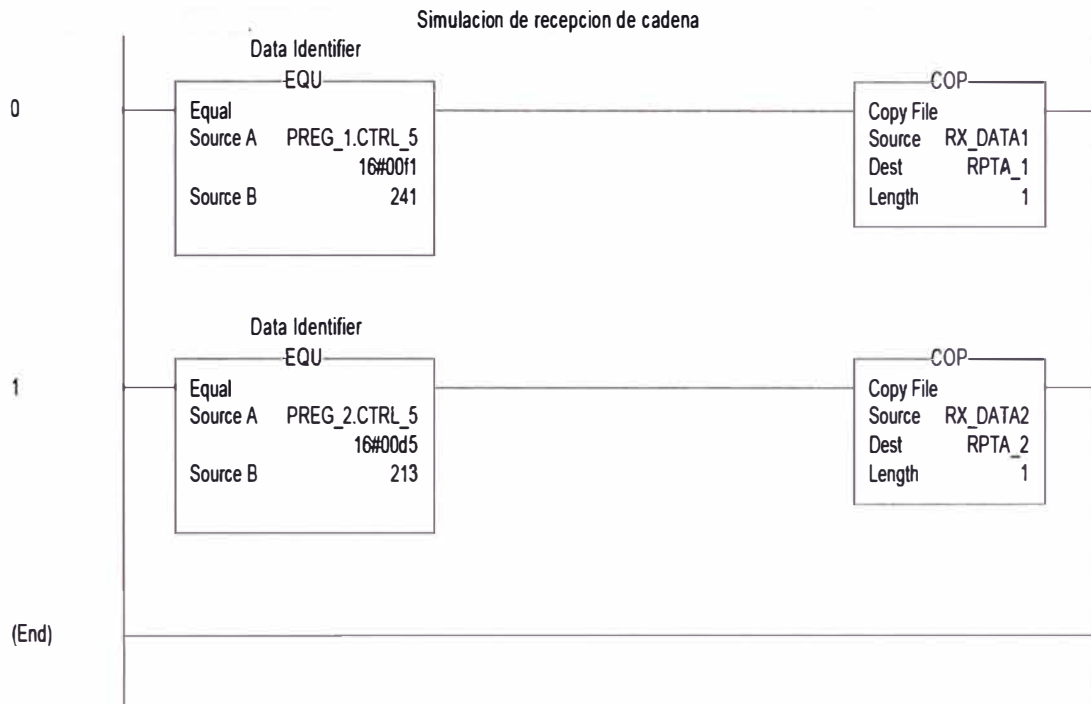 Simulacion de recepcion de cadena
Data Identifier
EQU
COP
0
Equal
Copy File
Source A PREG_1.CTRL_5
Source RX_DATA1
16#00f1
Dest RPTA_1
Source B 241
Length 1
Data Identifier
EQU
COP
1
Equal
Copy File
Source A PREG_2.CTRL_5
Source RX_DATA2
16#00d5
Dest RPTA_2
Source B 213
Length 1
(End)